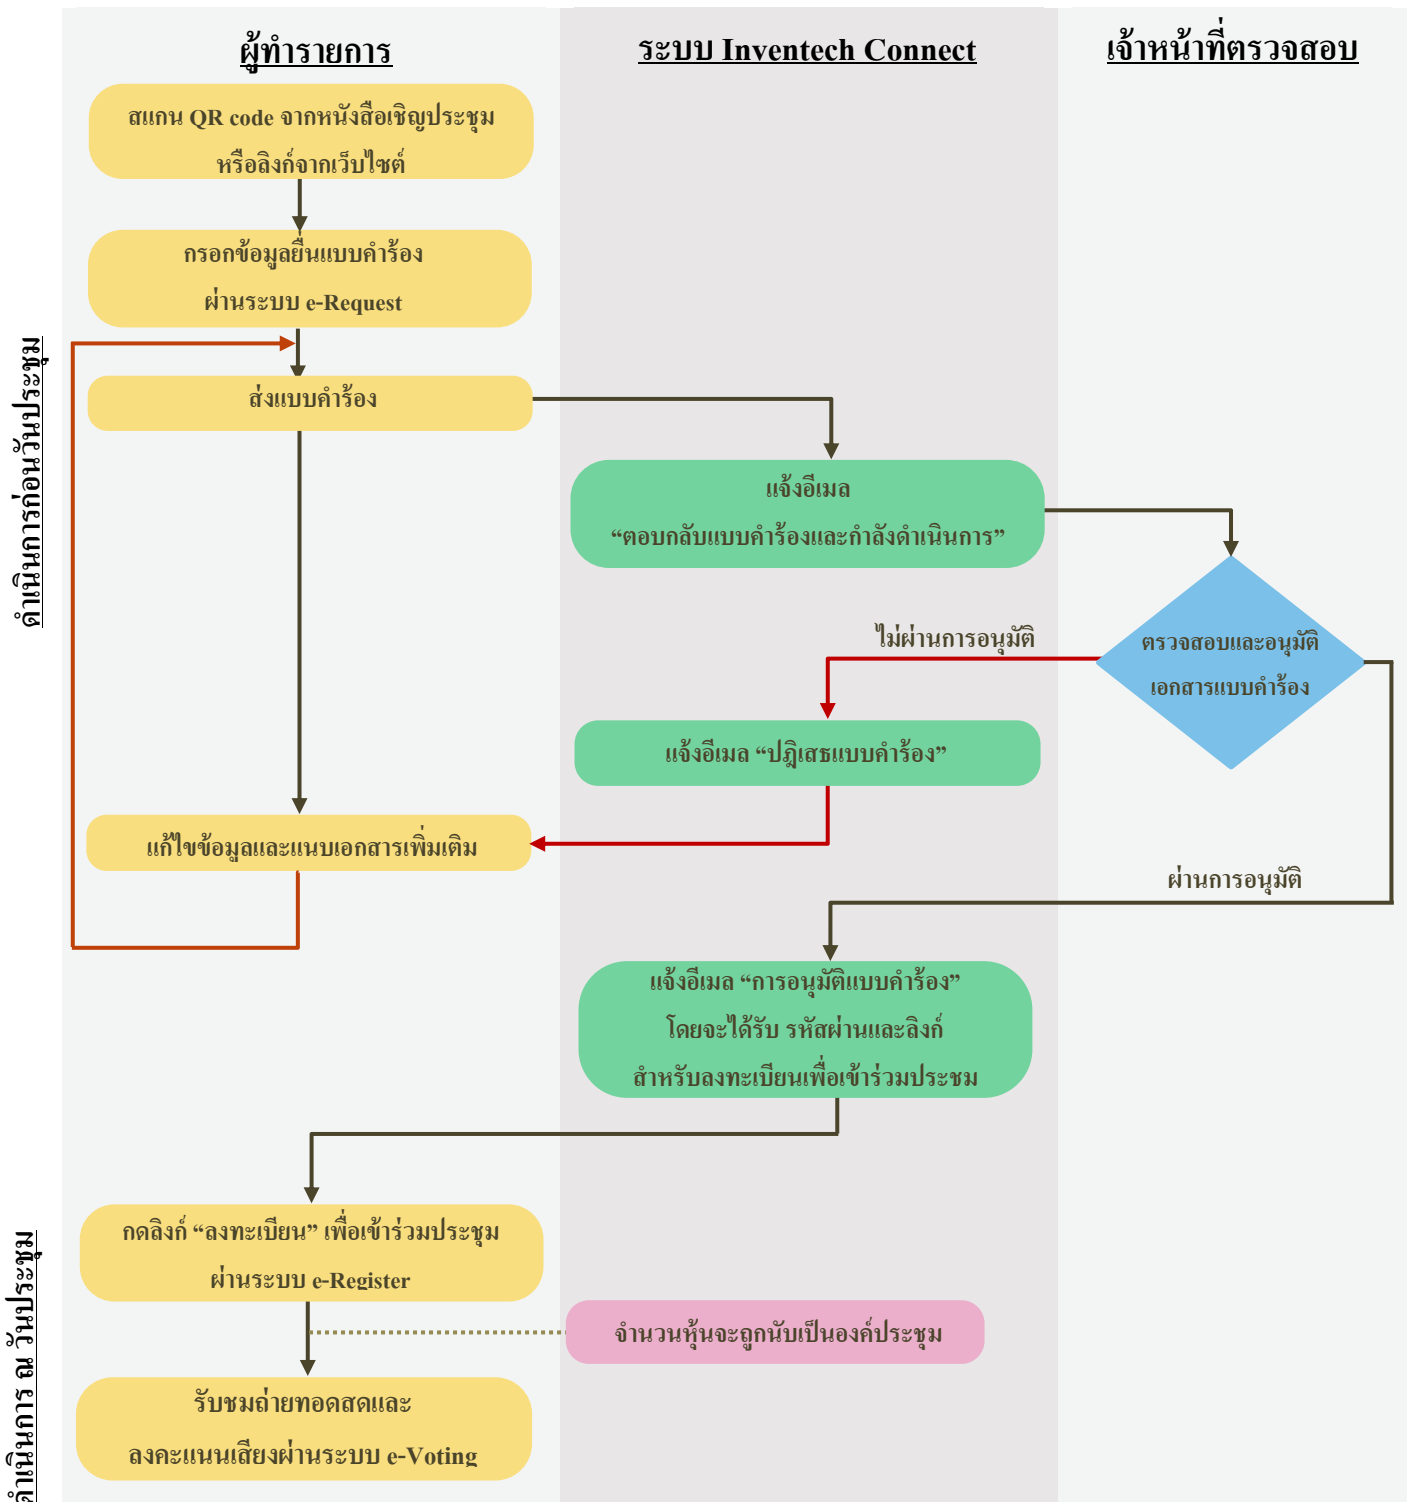 ผู้ทำรายการ
ระบบ Inventech Connect
เจ้าหน้าที่ตรวจสอบ
ดำเนินการก่อนวันประชุม
สแกน QR code จากหนังสือเชิญประชุม
หรือลิงก์จากเว็บไซต์
กรอกข้อมูลยื่นแบบคำร้อง
ผ่านระบบ e-Request
ส่งแบบคำร้อง
แจ้งอีเมล
“ตอบกลับแบบคำร้องและกำลังดำเนินการ”
ไม่ผ่านการอนุมัติ
ตรวจสอบและอนุมัติ
เอกสารแบบคำร้อง
แจ้งอีเมล “ปฎิเสธแบบคำร้อง”
แก้ไขข้อมูลและแนบเอกสารเพิ่มเติม
ผ่านการอนุมัติ
แจ้งอีเมล “การอนุมัติแบบคำร้อง”
โดยจะได้รับ รหัสผ่านและลิงก์
สำหรับลงทะเบียนเพื่อเข้าร่วมประชม
ดำเนินการ ณ วันประชุม
กดลิงก์ “ลงทะเบียน” เพื่อเข้าร่วมประชุม
ผ่านระบบ e-Register
จำนวนหุ้นจะถูกนับเป็นองค์ประชุม
รับชมถ่ายทอดสดและ
ลงคะแนนเสียงผ่านระบบ e-Voting